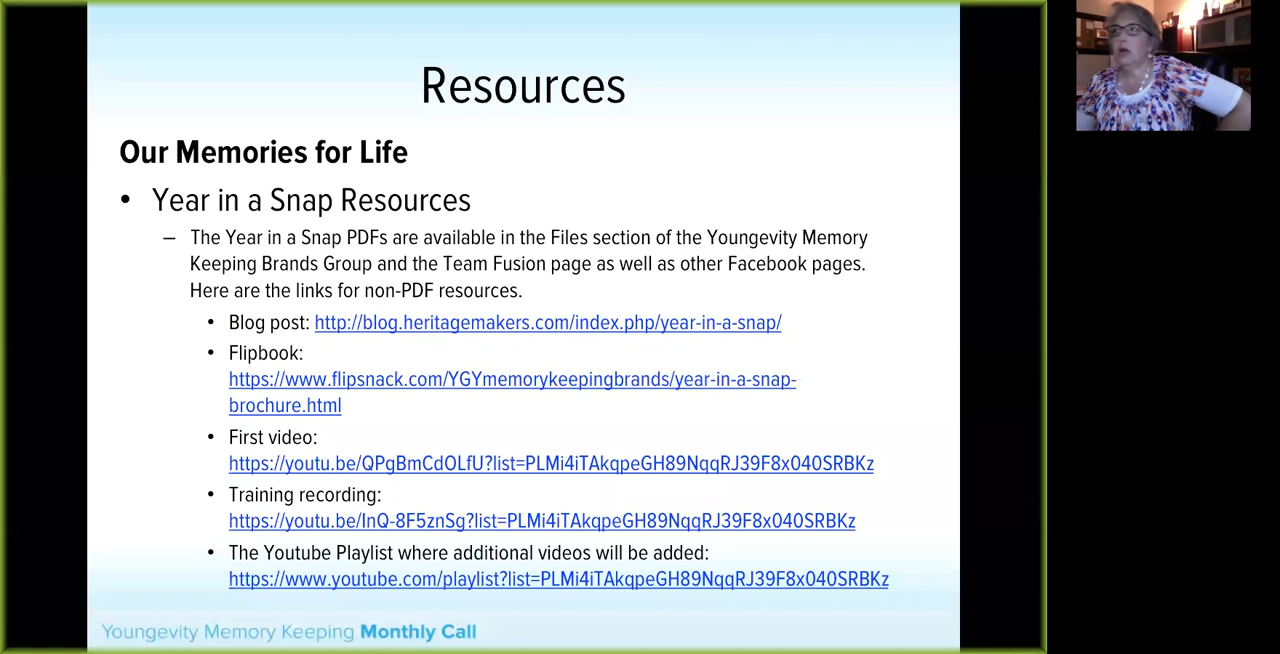 Resources
Our Memories for Life
• Year in a Snap Resources
– The Year in a Snap PDFs are available in the Files section of the Youngevity Memory
Keeping Brands Group and the Team Fusion page as well as other Facebook pages.
Here are the links for non-PDF resources.
• Blog post: http://blog.heritagemakers.com/index.php/year-in-a-snap/
• Flipbook:
https://www.flipsnack.com/YGYmemorykeepingbrands/year-in-a-snap-
brochure.html
• First video:
https://youtu.be/QPgBmCdOLfU?list=PLMi4iTAkqpeGH89NqqRJ39F8x040SRBKz
• Training recording:
https://youtu.be/lnQ-8F5znSg?list=PLMi4iTAkqpeGH89NqqRJ39F8x040SRBKz
• The Youtube Playlist where additional videos will be added:
https://www.youtube.com/playlist?list=PLMi4iTAkqpeGH89NqqRJ39F8x040SRBKz
Youngevity Memory Keeping Monthly Call